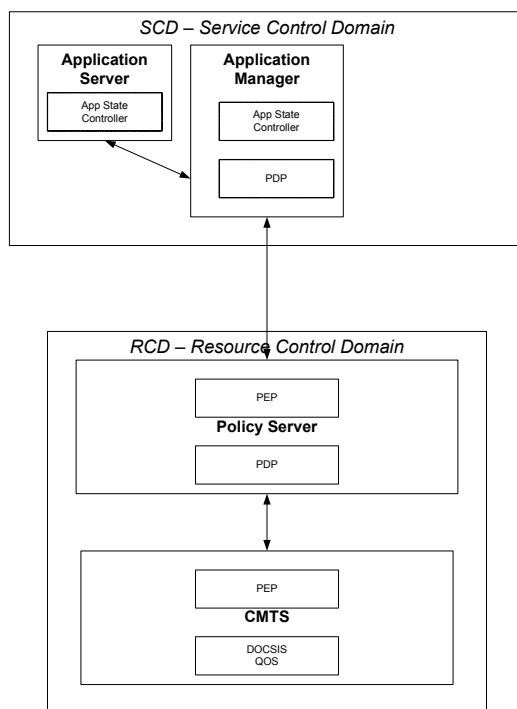 SCD – Service Control Domain
Application
Server
App State
Controller
Application
Manager
App State
Controller
PDP
RCD – Resource Control Domain
PEP
Policy Server
PDP
PEP
CMTS
DOCSIS
QOS